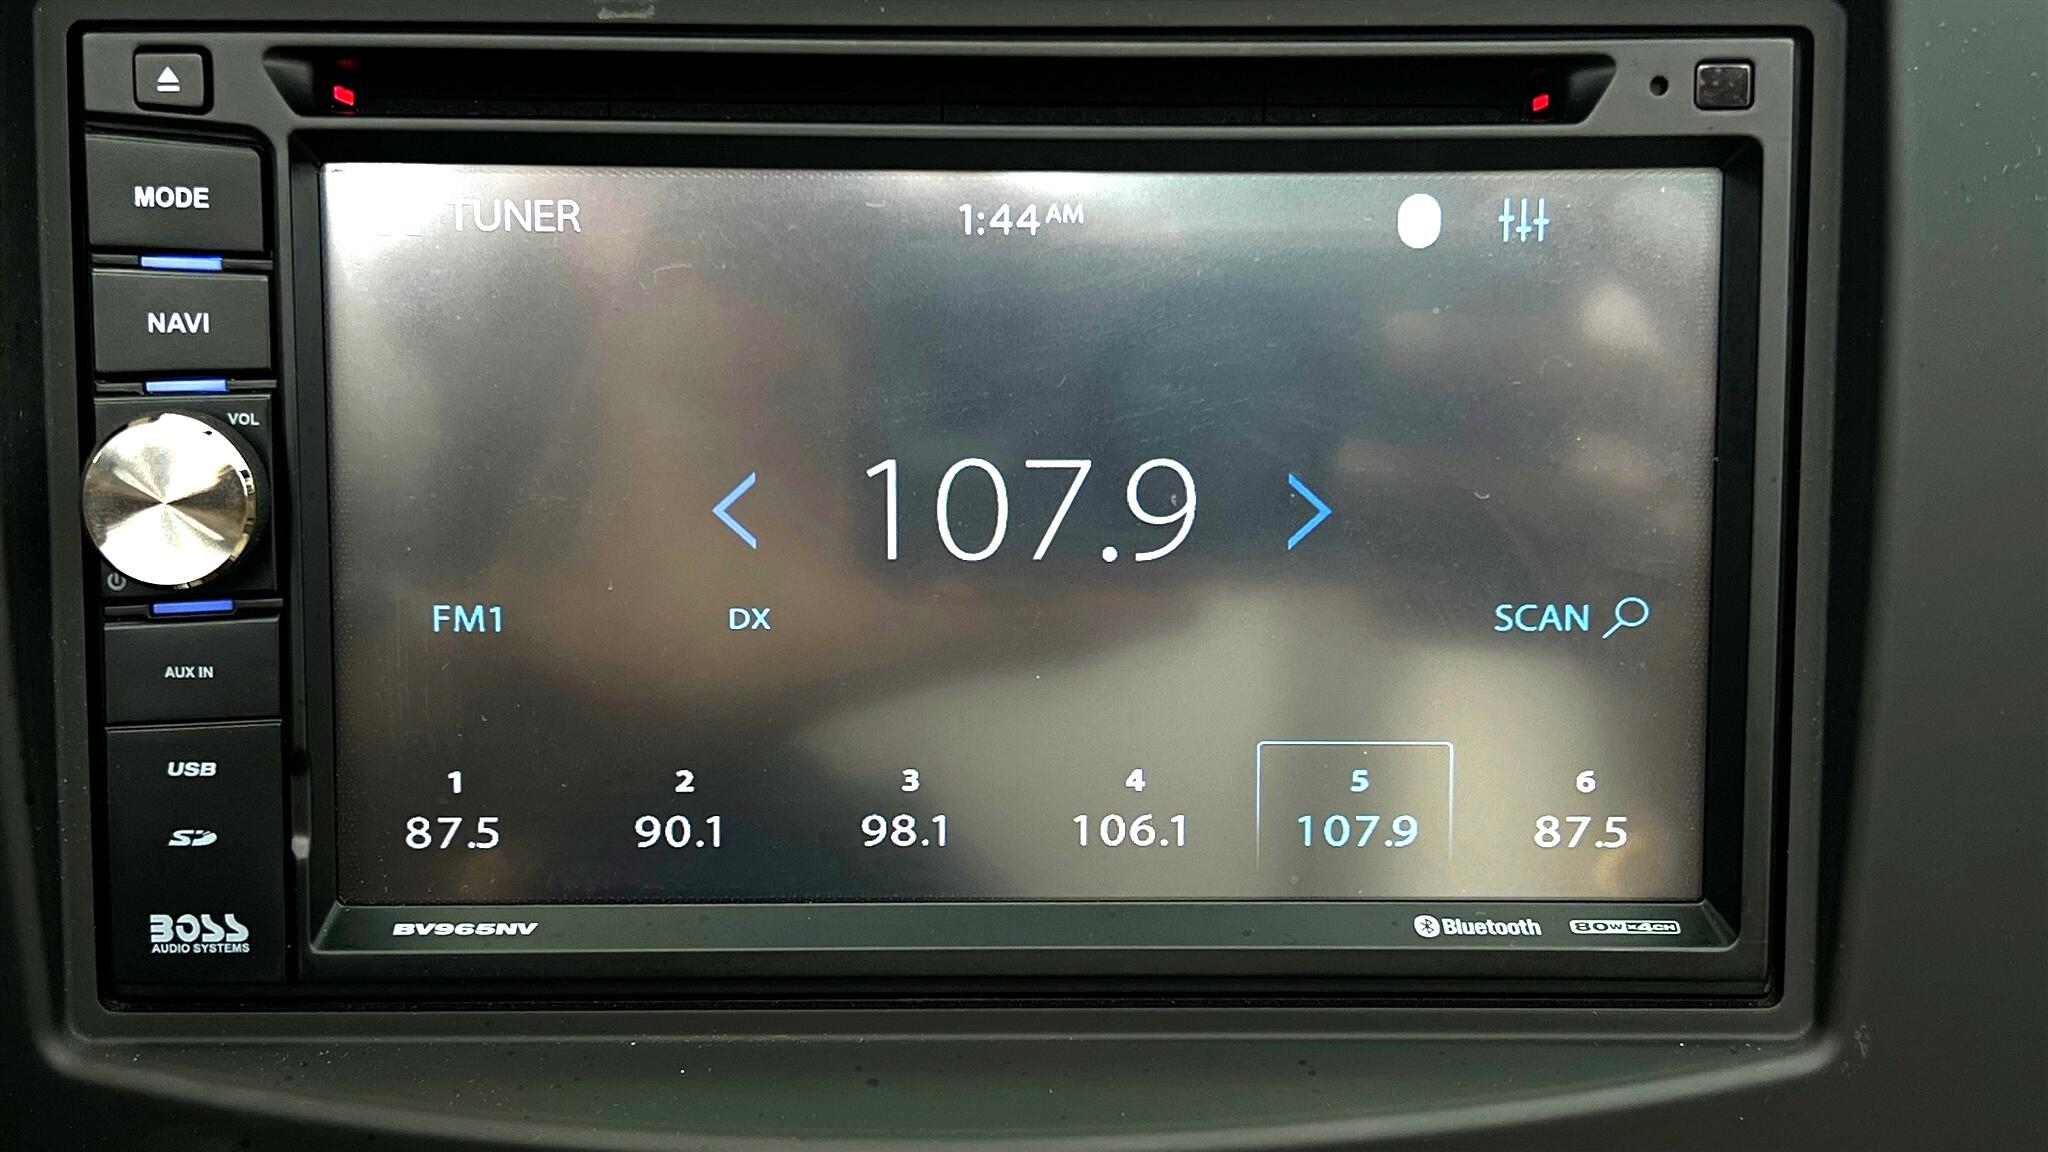 MODE
NAVI
VOL
AUX IN
USB
SD
BOSS
AUDIO SYSTEMS
TUNER
1:44 AM
107.9
FM1
DX
SCAN
1 2 3 4 5 6
87.5 90.1 98.1 106.1 107.9 87.5
BV965NV
Bluetooth
80W x4CH